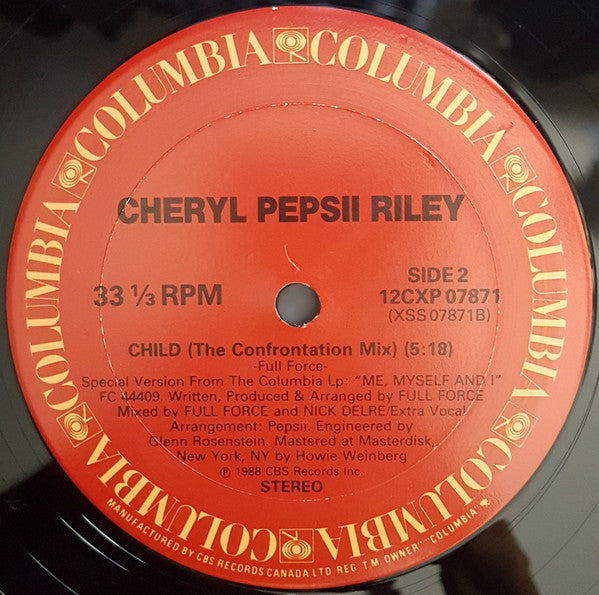 COLUMBIA COLUMBIA COLUMBIA COLUMBIA COLUMBIA COLUMBIA COLUMBIA COLUMBIA
CHERYL PEPSII RILEY
33 1/3 RPM
SIDE 2
12CXP 07871
(XSS 07871B)
CHILD (The Confrontation Mix) (5:18)
-Full Force-
Special Version From The Columbia Lp: "ME, MYSELF AND I"
FC 44409. Written, Produced & Arranged by FULL FORCE
Mixed by FULL FORCE and NICK DELRE/Extra Vocal
Arrangement: Pepsii. Engineered by
Glenn Rosenstein. Mastered at Masterdisk,
New York, NY by Howie Weinberg
℗ 1988 CBS Records Inc.
STEREO
MANUFACTURED BY CBS RECORDS CANADA LTD. REG. T.M. OWNER "COLUMBIA"